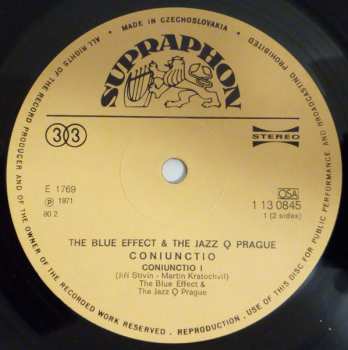 MADE IN CZECHOSLOVAKIA
ALL RIGHTS OF THE RECORD PRODUCER AND OF THE OWNER OF THE RECORDED WORK RESERVED . REPRODUCTION . USE OF THIS DISC FOR PUBLIC PERFORMANCE AND BROADCASTING PROHIBITED
SUPRAPHON
33
STEREO
E 1769
Ⓟ 1971
80 2
OSA
1 13 0845
1 (2 sides)
THE BLUE EFFECT & THE JAZZ Q PRAGUE
CONIUNCTIO
CONIUNCTIO I
(Jiří Stivín - Martin Kratochvíl)
The Blue Effect &
The Jazz Q Prague